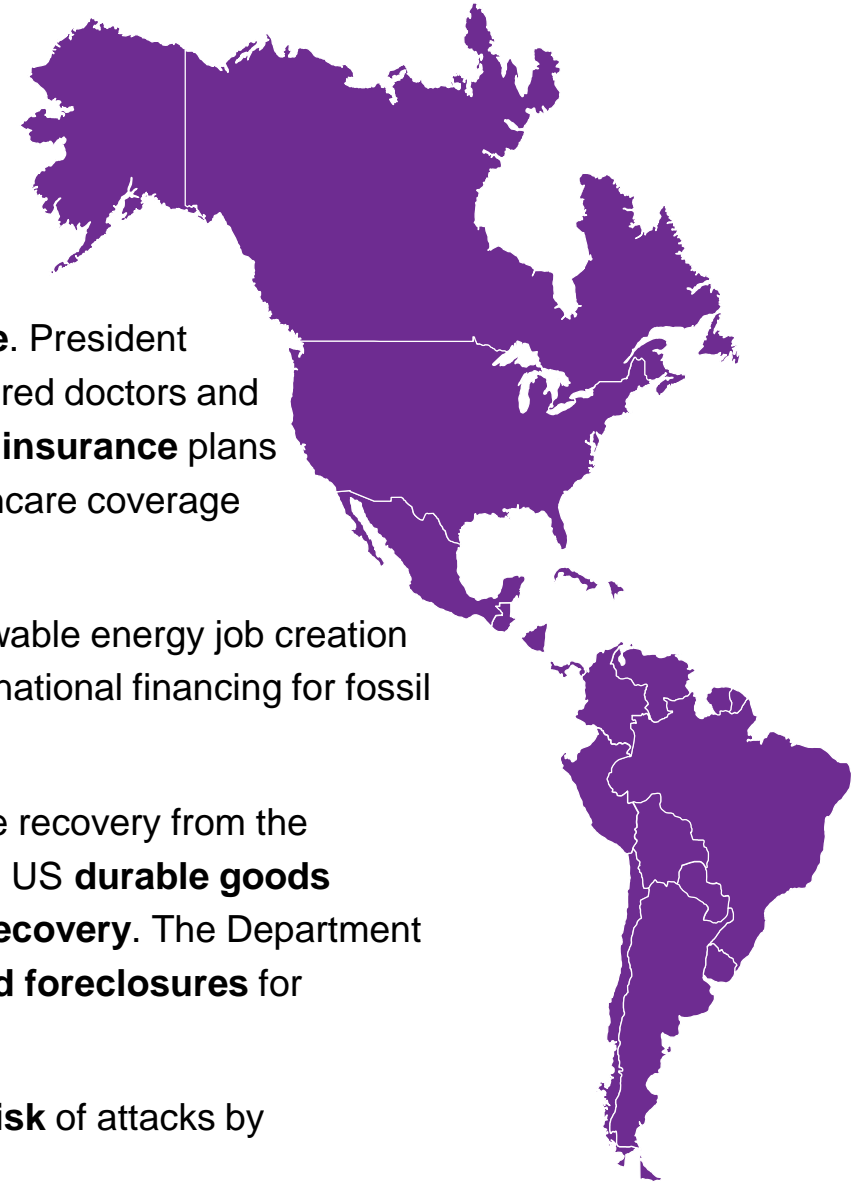 e. President
red doctors and
insurance plans
ncare coverage
wable energy job creation
national financing for fossil
e recovery from the
US durable goods
ecovery. The Department
d foreclosures for
isk of attacks by